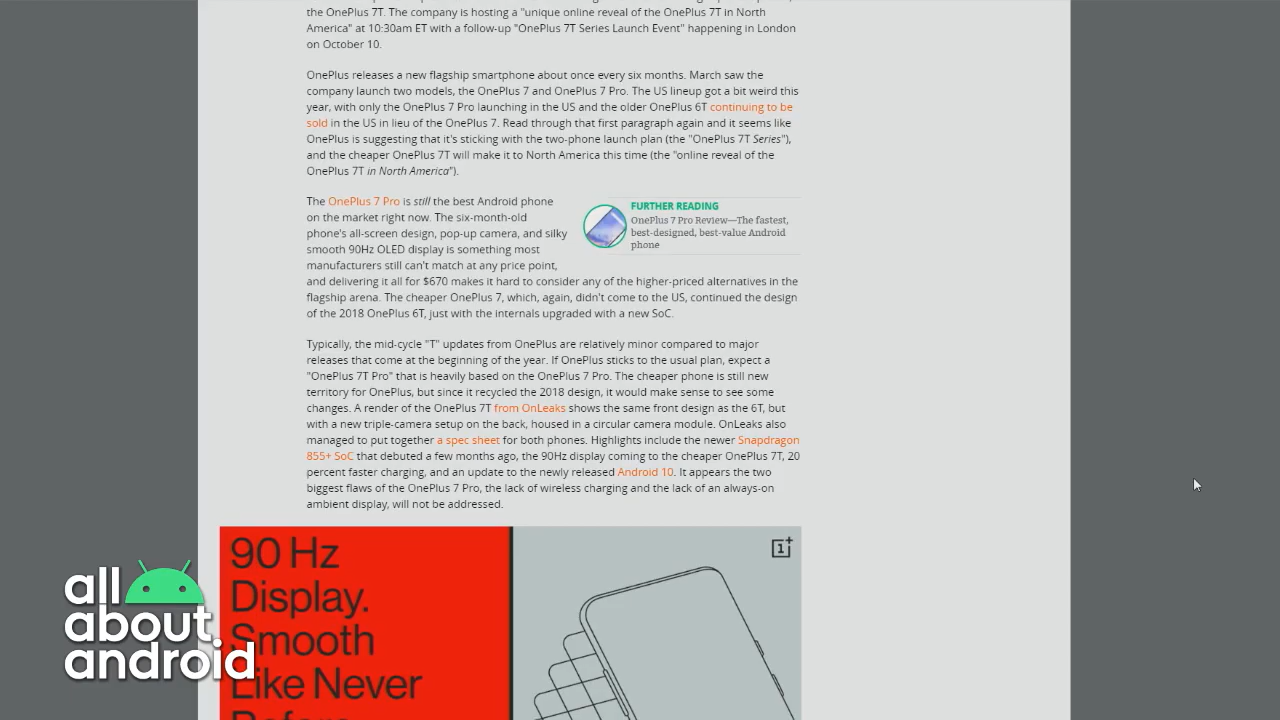 the OnePlus 7T. The company is hosting a "unique online reveal of the OnePlus 7T in North
America" at 10:30am ET with a follow-up "OnePlus 7T Series Launch Event" happening in London
on October 10.
OnePlus releases a new flagship smartphone about once every six months. March saw the
company launch two models, the OnePlus 7 and OnePlus 7 Pro. The US lineup got a bit weird this
year, with only the OnePlus 7 Pro launching in the US and the older OnePlus 6T continuing to be
sold in the US in lieu of the OnePlus 7. Read through that first paragraph again and it seems like
OnePlus is suggesting that it's sticking with the two-phone launch plan (the "OnePlus 7T Series"),
and the cheaper OnePlus 7T will make it to North America this time (the "online reveal of the
OnePlus 7T in North America").
The OnePlus 7 Pro is still the best Android phone
on the market right now. The six-month-old
phone's all-screen design, pop-up camera, and silky
smooth 90Hz OLED display is something most
manufacturers still can't match at any price point,
and delivering it all for $670 makes it hard to consider any of the higher-priced alternatives in the
flagship arena. The cheaper OnePlus 7, which, again, didn't come to the US, continued the design
of the 2018 OnePlus 6T, just with the internals upgraded with a new SoC.
FURTHER READING
OnePlus 7 Pro Review—The fastest,
best-designed, best-value Android
phone
Typically, the mid-cycle "T" updates from OnePlus are relatively minor compared to major
releases that come at the beginning of the year. If OnePlus sticks to the usual plan, expect a
"OnePlus 7T Pro" that is heavily based on the OnePlus 7 Pro. The cheaper phone is still new
territory for OnePlus, but since it recycled the 2018 design, it would make sense to see some
changes. A render of the OnePlus 7T from OnLeaks shows the same front design as the 6T, but
with a new triple-camera setup on the back, housed in a circular camera module. OnLeaks also
managed to put together a spec sheet for both phones. Highlights include the newer Snapdragon
855+ SoC that debuted a few months ago, the 90Hz display coming to the cheaper OnePlus 7T, 20
percent faster charging, and an update to the newly released Android 10. It appears the two
biggest flaws of the OnePlus 7 Pro, the lack of wireless charging and the lack of an always-on
ambient display, will not be addressed.
90 Hz
Display.
Smooth
Like Never
Before
all
about
android